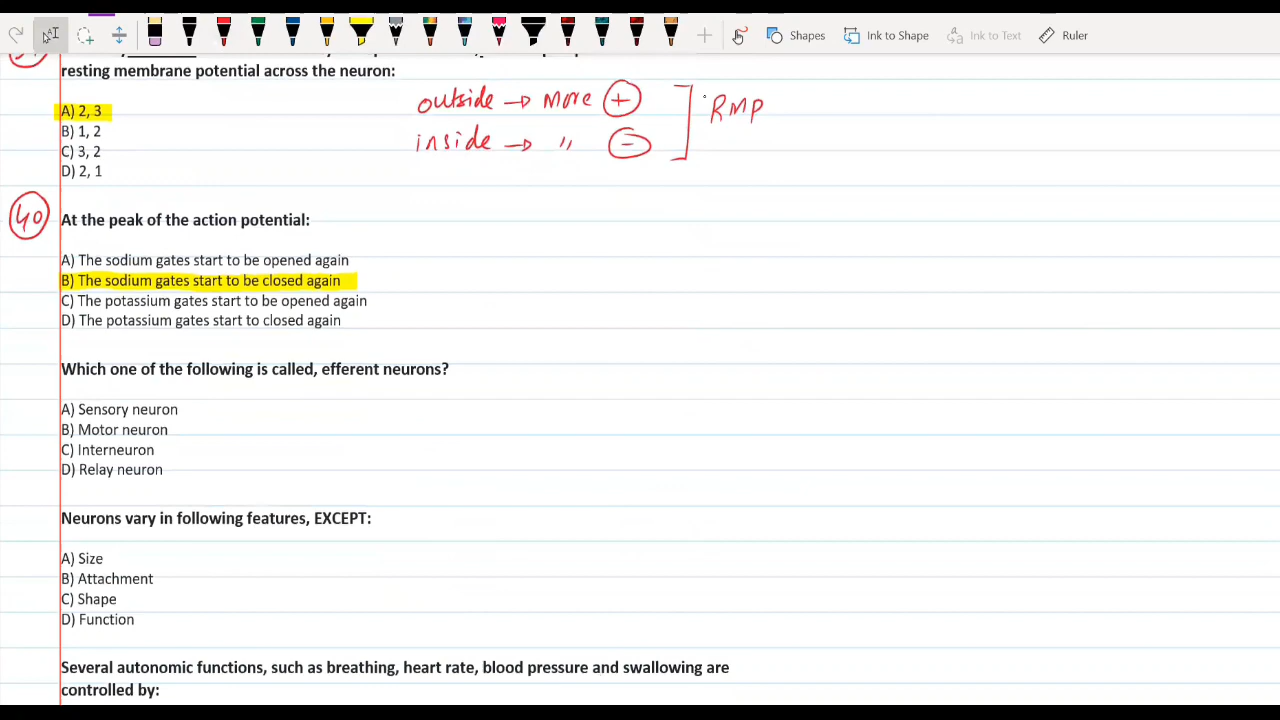 Shapes Ink to Shape Ink to Text Ruler
resting membrane potential across the neuron:
A) 2, 3
B) 1, 2
C) 3, 2
D) 2, 1
outside → more +
inside → " -
RMP
40
At the peak of the action potential:
A) The sodium gates start to be opened again
B) The sodium gates start to be closed again
C) The potassium gates start to be opened again
D) The potassium gates start to closed again
Which one of the following is called, efferent neurons?
A) Sensory neuron
B) Motor neuron
C) Interneuron
D) Relay neuron
Neurons vary in following features, EXCEPT:
A) Size
B) Attachment
C) Shape
D) Function
Several autonomic functions, such as breathing, heart rate, blood pressure and swallowing are
controlled by: